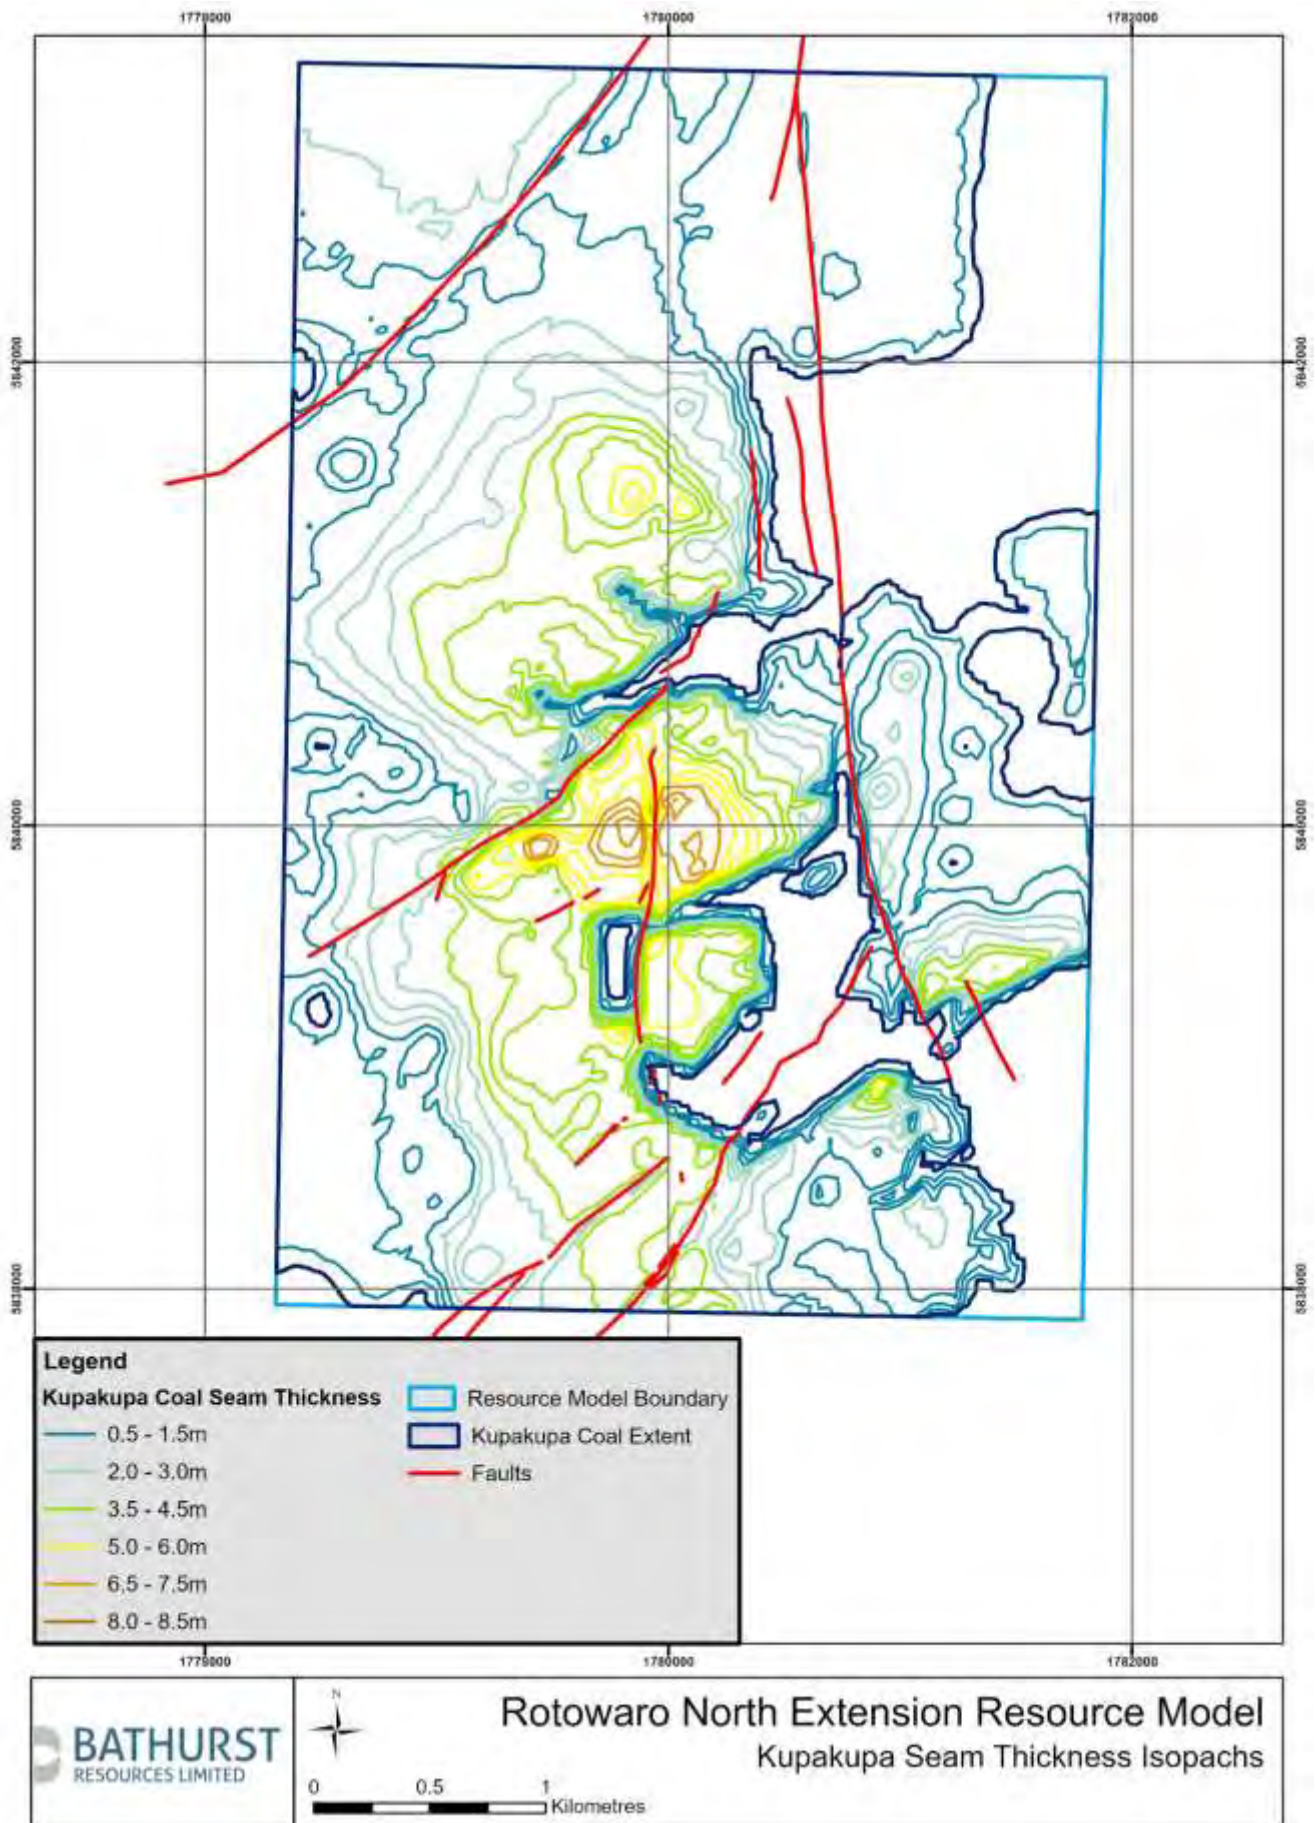 1778000 1780000 1782000
5842000 5842000
5840000 5840000
5838000 5838000
Legend
Kupakupa Coal Seam Thickness
0.5 - 1.5m
2.0 - 3.0m
3.5 - 4.5m
5.0 - 6.0m
6.5 - 7.5m
8.0 - 8.5m
Resource Model Boundary
Kupakupa Coal Extent
Faults
1778000 1780000 1782000
BATHURST
RESOURCES LIMITED
N
0 0.5 1
Kilometres
Rotowaro North Extension Resource Model
Kupakupa Seam Thickness Isopachs